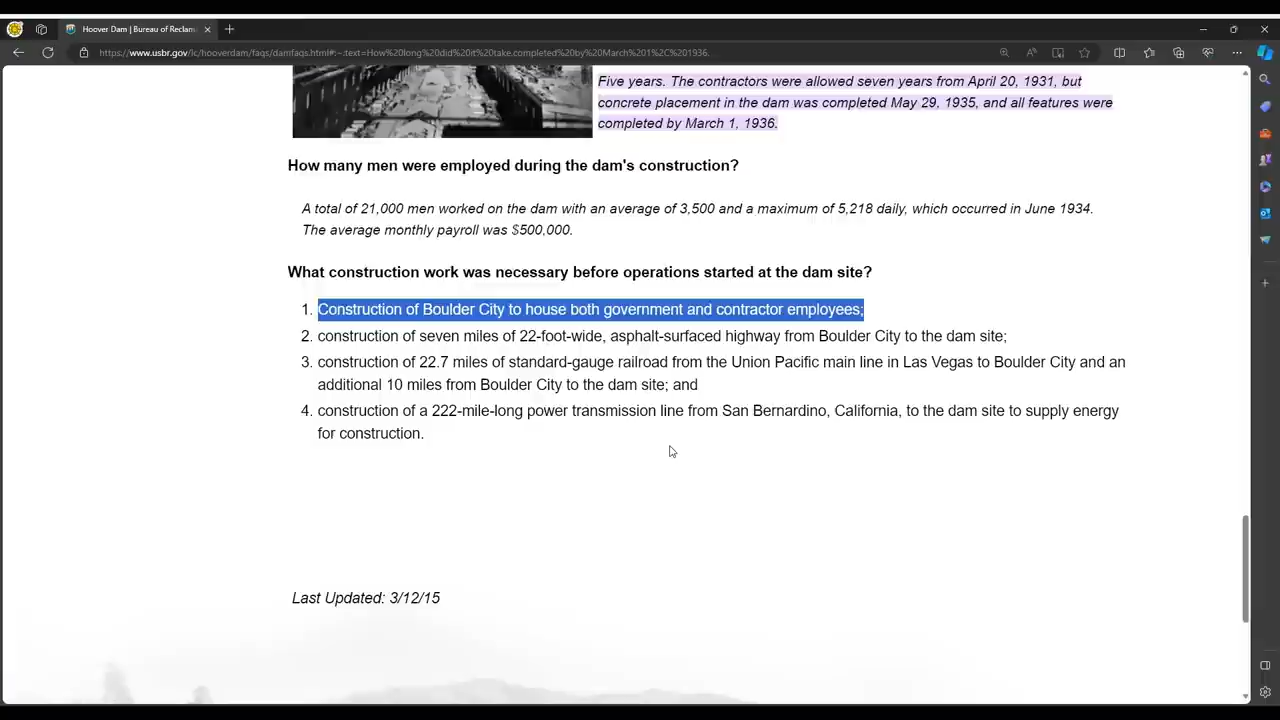 Hoover Dam | Bureau of Reclam
https://www.usbr.gov/lc/hooverdam/faqs/damfaqs.html#:~:text=How%20long%20did%20it%20take,completed%20by%20March%201%2C%201936.
Five years. The contractors were allowed seven years from April 20, 1931, but
concrete placement in the dam was completed May 29, 1935, and all features were
completed by March 1, 1936.
How many men were employed during the dam's construction?
A total of 21,000 men worked on the dam with an average of 3,500 and a maximum of 5,218 daily, which occurred in June 1934.
The average monthly payroll was $500,000.
What construction work was necessary before operations started at the dam site?
1. Construction of Boulder City to house both government and contractor employees;
2. construction of seven miles of 22-foot-wide, asphalt-surfaced highway from Boulder City to the dam site;
3. construction of 22.7 miles of standard-gauge railroad from the Union Pacific main line in Las Vegas to Boulder City and an
additional 10 miles from Boulder City to the dam site; and
4. construction of a 222-mile-long power transmission line from San Bernardino, California, to the dam site to supply energy
for construction.
Last Updated: 3/12/15